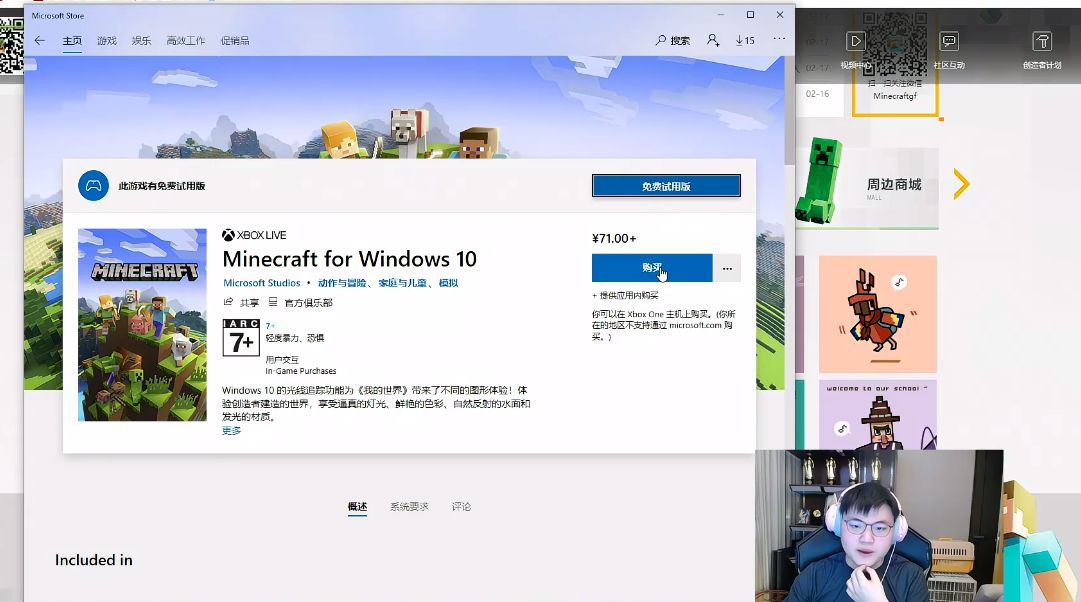 Microsoft Store
主页 游戏 娱乐 高效工作 促销品
搜索
15
此游戏有免费试用版
免费试用版
XBOX LIVE
Minecraft for Windows 10
Microsoft Studios • 动作与冒险、 家庭与儿童、 模拟
共享 官方俱乐部
IARC
7+
7+
轻度暴力、恐惧
用户交互
In-Game Purchases
Windows 10 的光线追踪功能为《我的世界》带来了不同的图形体验！体
验创造者建造的世界，享受逼真的灯光、鲜艳的色彩、自然反射的水面和
发光的材质。
更多
MINECRAFT
¥71.00+
购买
+ 提供应用内购买
你可以在 Xbox One 主机上购买。(你所
在的地区不支持通过 microsoft.com 购
买。)
概述 系统要求 评论
Included in
视频中心
社区互动
创造者计划
02-17
02-17
02-16
扫一扫关注微信
Minecraftgf
周边商城
MALL
WELCOME TO OUR SCHOOL